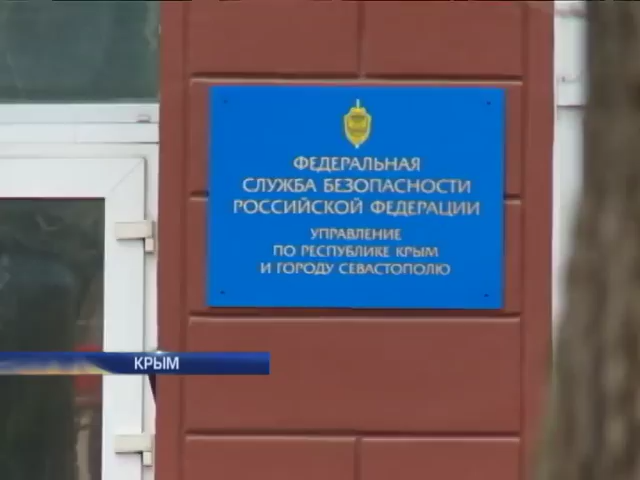 ФЕДЕРАЛЬНАЯ
СЛУЖБА БЕЗОПАСНОСТИ
РОССИЙСКОЙ ФЕДЕРАЦИИ
УПРАВЛЕНИЕ
ПО РЕСПУБЛИКЕ КРЫМ
И ГОРОДУ СЕВАСТОПОЛЮ
КРЫМ